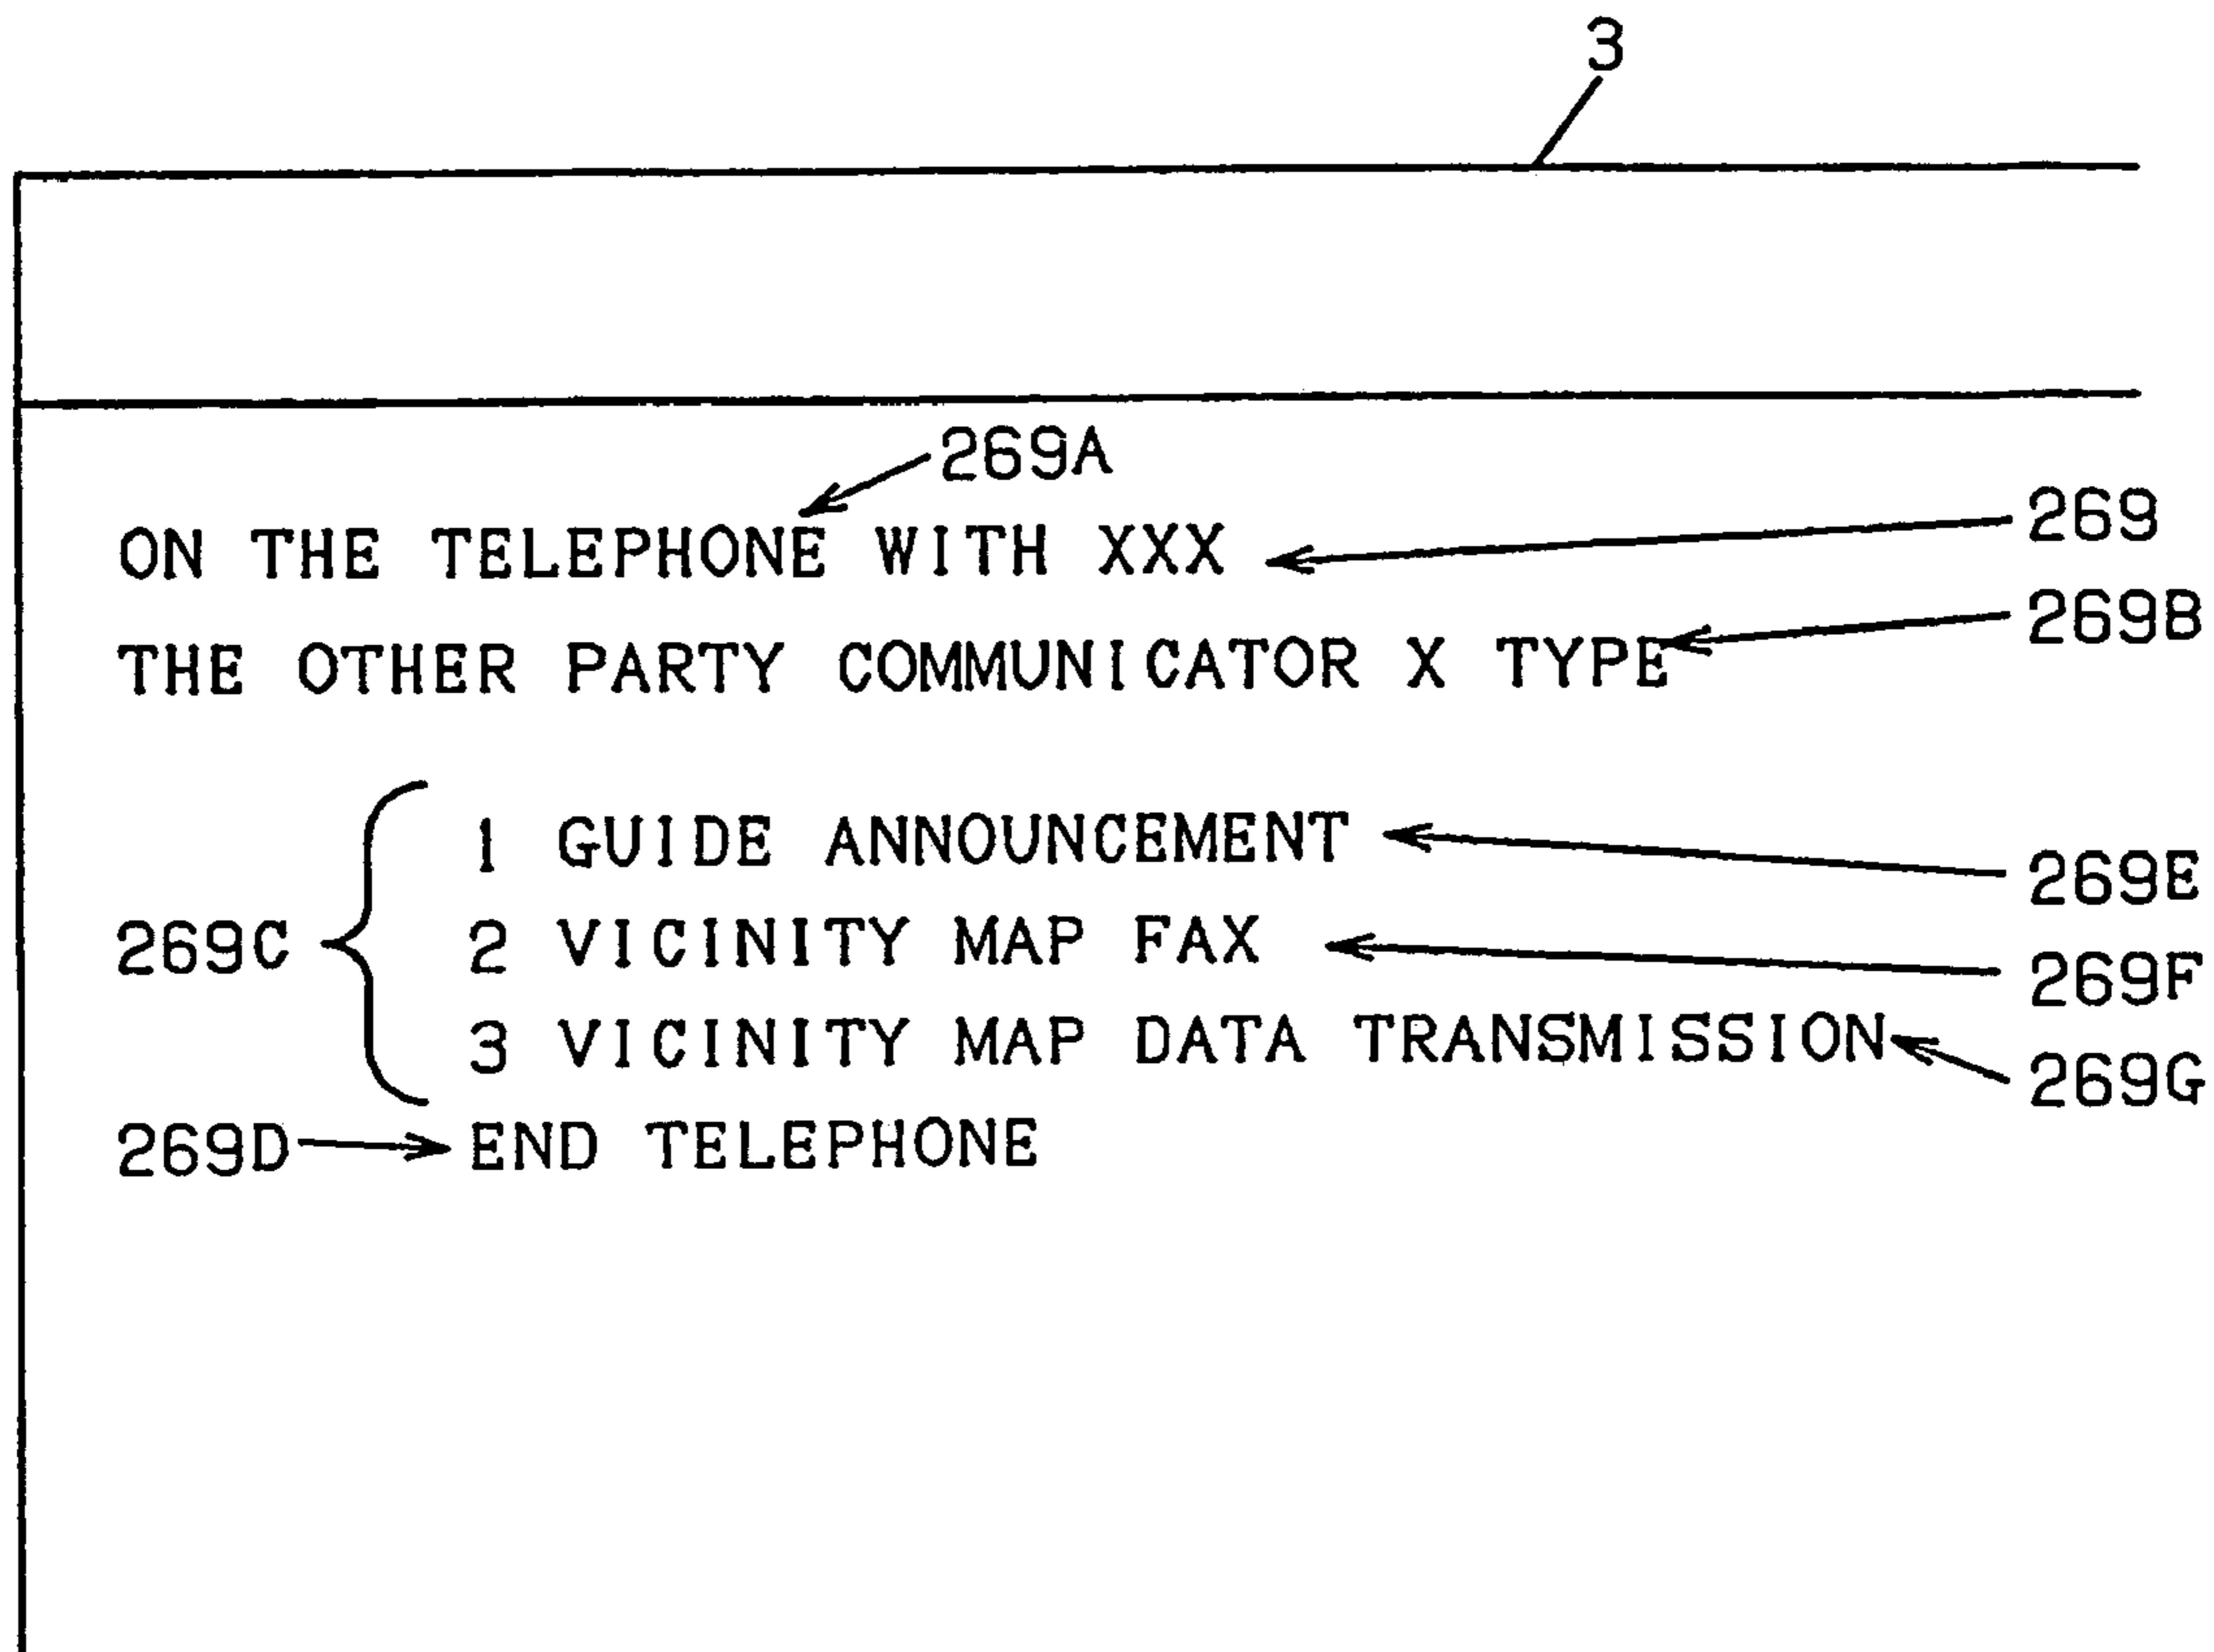 3
269A
ON THE TELEPHONE WITH XXX 269
THE OTHER PARTY COMMUNICATOR X TYPE 269B
1 GUIDE ANNOUNCEMENT 269E
269C 2 VICINITY MAP FAX 269F
3 VICINITY MAP DATA TRANSMISSION 269G
269D END TELEPHONE